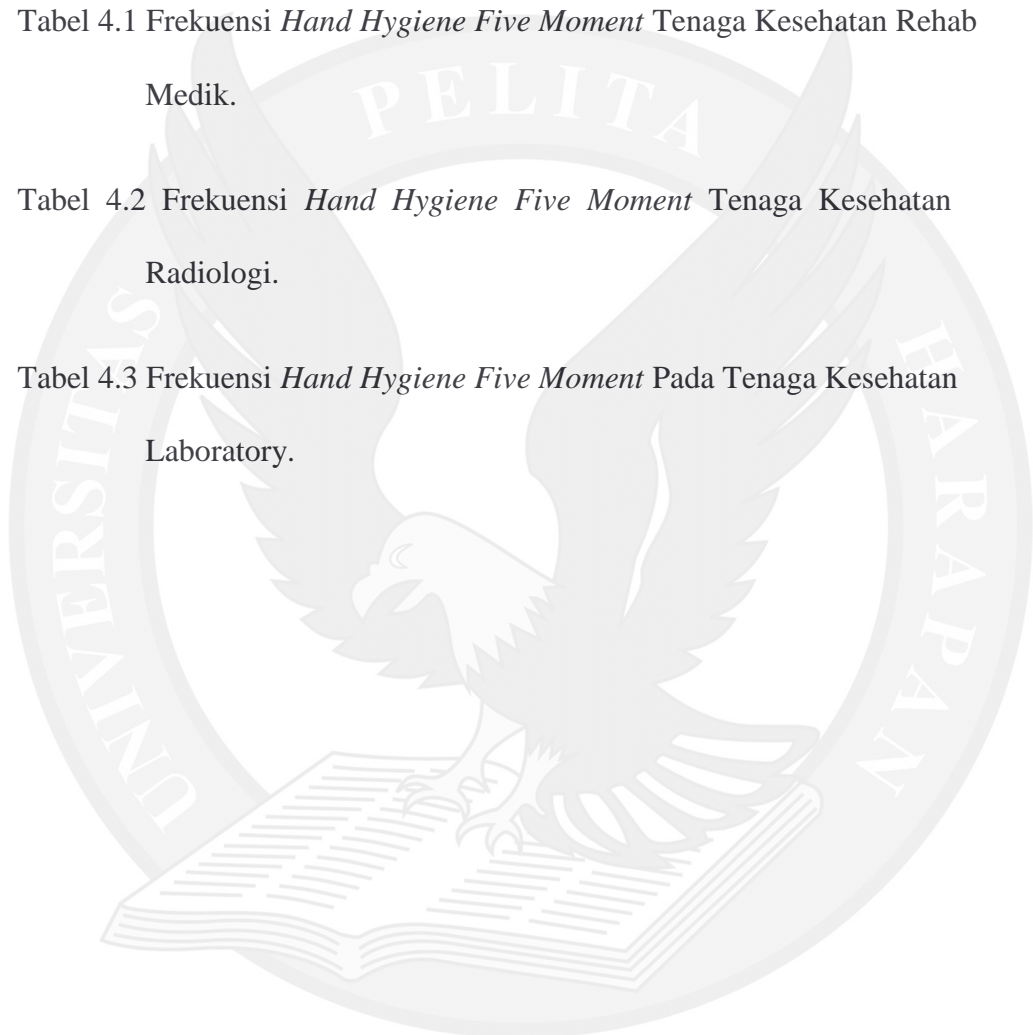 Tabel 4.1 Frekuensi Hand Hygiene Five Moment Tenaga Kesehatan Rehab
Medik.
Tabel 4.2 Frekuensi Hand Hygiene Five Moment Tenaga Kesehatan
Radiologi.
Tabel 4.3 Frekuensi Hand Hygiene Five Moment Pada Tenaga Kesehatan
Laboratory.
UNIVERSITAS PELITA HARAPAN